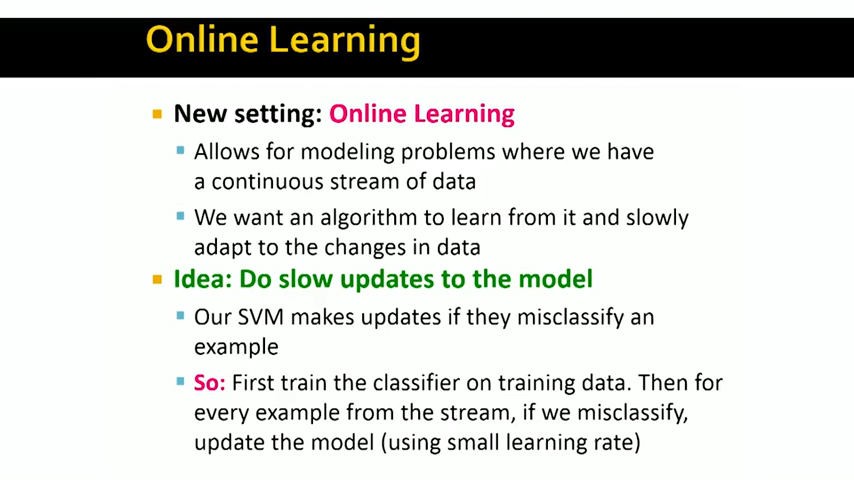 Online Learning
New setting: Online Learning
Allows for modeling problems where we have
a continuous stream of data
We want an algorithm to learn from it and slowly
adapt to the changes in data
Idea: Do slow updates to the model
Our SVM makes updates if they misclassify an
example
So: First train the classifier on training data. Then for
every example from the stream, if we misclassify,
update the model (using small learning rate)